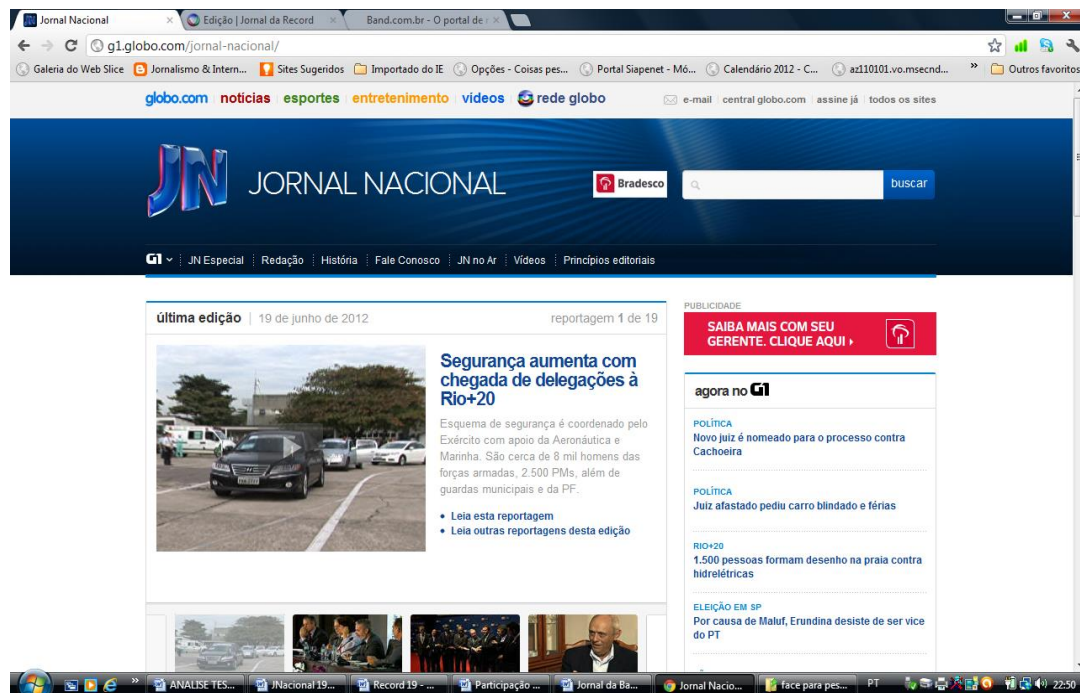 Jornal Nacional
Edição | Jornal da Record
Band.com.br - O portal de
g1.globo.com/jornal-nacional/
Galeria do Web Slice
Jornalismo & Intern...
Sites Sugeridos
Importado do IE
Opções - Coisas pes...
Portal Siapenet - Mó...
Calendário 2012 - C...
az110101.vo.msecnd...
»
Outros favoritos
globo.com notícias esportes entretenimento vídeos rede globo
e-mail central globo.com assine já todos os sites
JN JORNAL NACIONAL
Bradesco
buscar
G1 JN Especial Redação História Fale Conosco JN no Ar Vídeos Princípios editoriais
última edição | 19 de junho de 2012
reportagem 1 de 19
Segurança aumenta com
chegada de delegações à
Rio+20
Esquema de segurança é coordenado pelo
Exército com apoio da Aeronáutica e
Marinha. São cerca de 8 mil homens das
forças armadas, 2.500 PMs, além de
guardas municipais e da PF.
• Leia esta reportagem
• Leia outras reportagens desta edição
PUBLICIDADE
SAIBA MAIS COM SEU
GERENTE. CLIQUE AQUI
agora no G1
POLÍTICA
Novo juiz é nomeado para o processo contra
Cachoeira
POLÍTICA
Juiz afastado pediu carro blindado e férias
RIO+20
1.500 pessoas formam desenho na praia contra
hidrelétricas
ELEIÇÃO EM SP
Por causa de Maluf, Erundina desiste de ser vice
do PT
»
ANALISE TES...
JNacional 19...
Record 19 - ...
Participação ...
Jornal da Ba...
Jornal Nacio...
face para pes...
PT
22:50